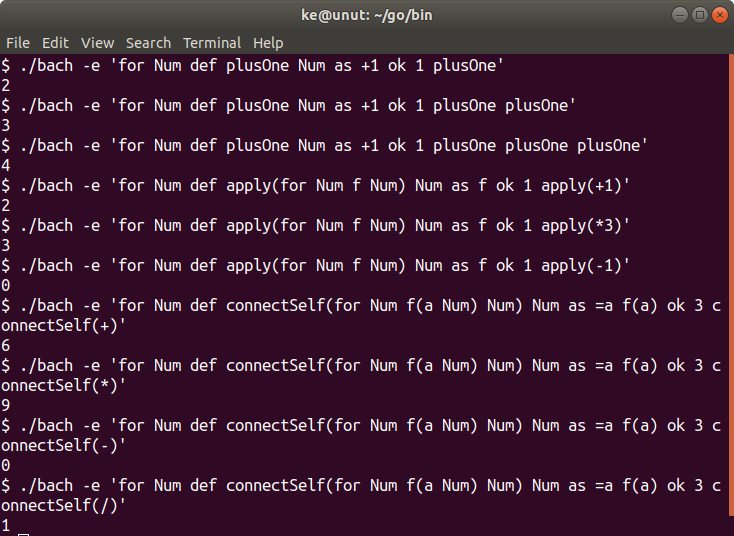 ke@unut: ~/go/bin
File Edit View Search Terminal Help
$ ./bach -e 'for Num def plusOne Num as +1 ok 1 plusOne'
2
$ ./bach -e 'for Num def plusOne Num as +1 ok 1 plusOne plusOne'
3
$ ./bach -e 'for Num def plusOne Num as +1 ok 1 plusOne plusOne plusOne'
4
$ ./bach -e 'for Num def apply(for Num f Num) Num as f ok 1 apply(+1)'
2
$ ./bach -e 'for Num def apply(for Num f Num) Num as f ok 1 apply(*3)'
3
$ ./bach -e 'for Num def apply(for Num f Num) Num as f ok 1 apply(-1)'
0
$ ./bach -e 'for Num def connectSelf(for Num f(a Num) Num) Num as =a f(a) ok 3 c
onnectSelf(+)'
6
$ ./bach -e 'for Num def connectSelf(for Num f(a Num) Num) Num as =a f(a) ok 3 c
onnectSelf(*)'
9
$ ./bach -e 'for Num def connectSelf(for Num f(a Num) Num) Num as =a f(a) ok 3 c
onnectSelf(-)'
0
$ ./bach -e 'for Num def connectSelf(for Num f(a Num) Num) Num as =a f(a) ok 3 c
onnectSelf(/)'
1